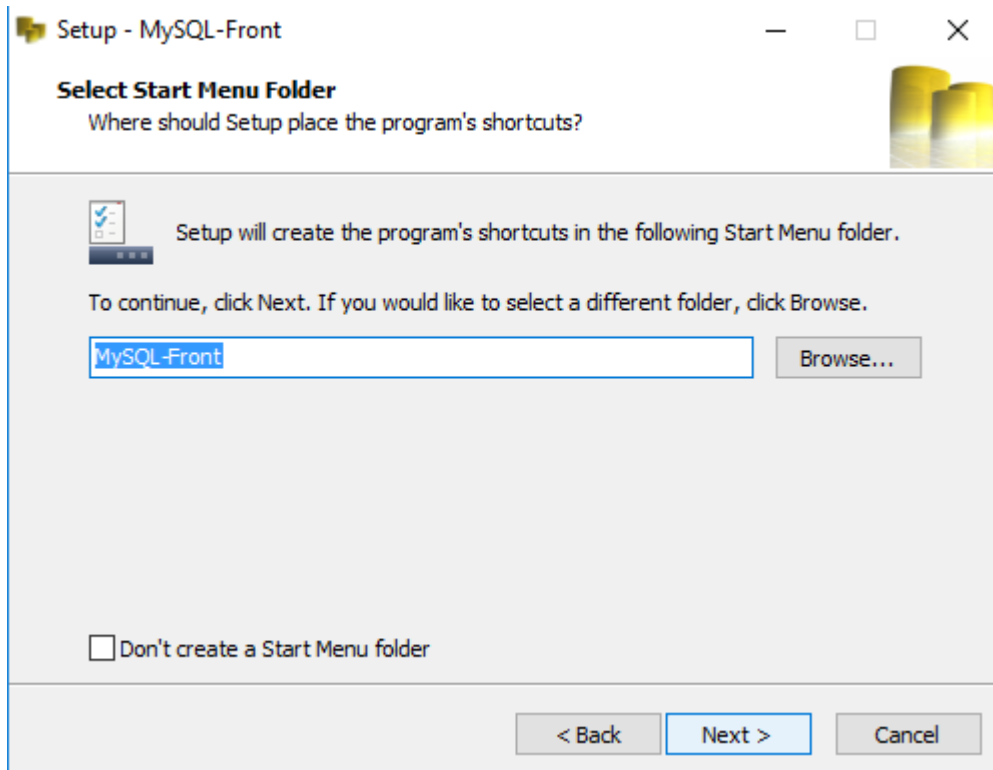 Setup - MySQL-Front
Select Start Menu Folder
Where should Setup place the program's shortcuts?
Setup will create the program's shortcuts in the following Start Menu folder.
To continue, click Next. If you would like to select a different folder, click Browse.
MySQL-Front
Browse...
Don't create a Start Menu folder
< Back
Next >
Cancel